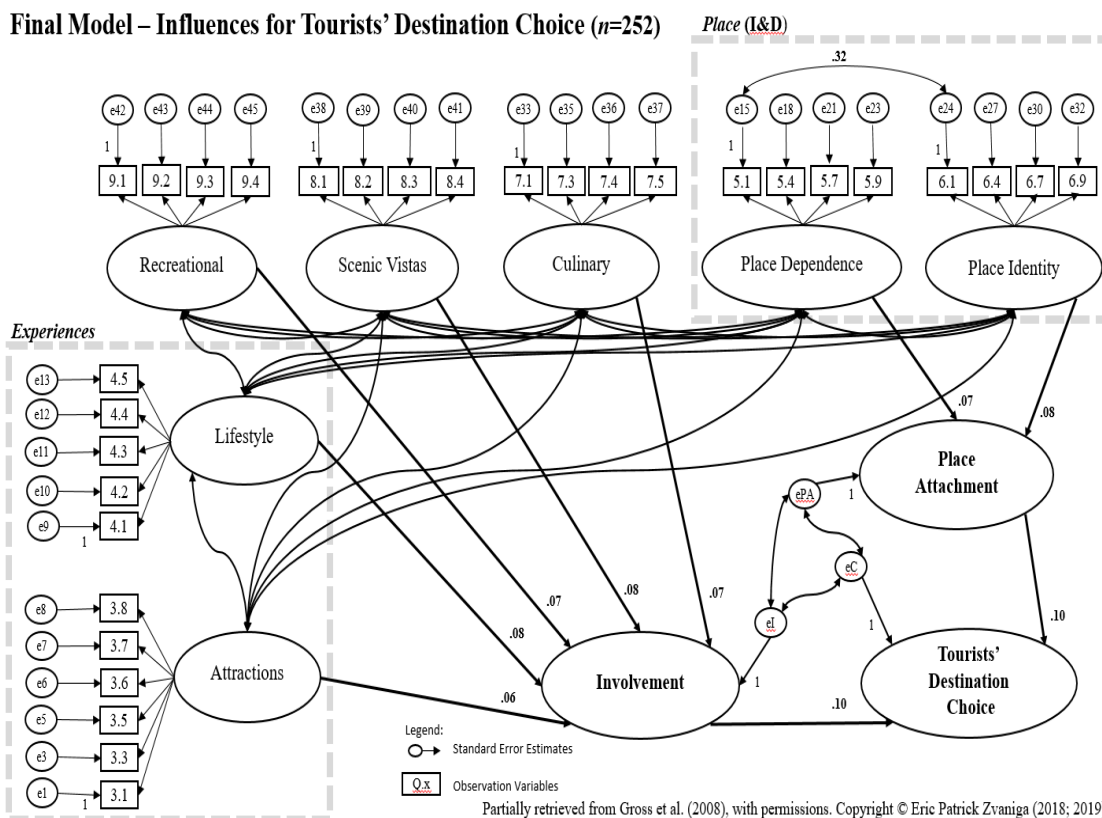 Final Model – Influences for Tourists' Destination Choice (n=252)
Place (I&D)
.32
e42 e43 e44 e45 e38 e39 e40 e41 e33 e35 e36 e37 e15 e18 e21 e23 e24 e27 e30 e32
1 1 1 1 1
9.1 9.2 9.3 9.4 8.1 8.2 8.3 8.4 7.1 7.3 7.4 7.5 5.1 5.4 5.7 5.9 6.1 6.4 6.7 6.9
Recreational Scenic Vistas Culinary Place Dependence Place Identity
Experiences
e13 4.5
e12 4.4
e11 4.3
e10 4.2
e9 4.1
1
Lifestyle
.07 .08
Place
Attachment
ePA 1
eC
eI 1
1
.07 .08 .07
.08
.06
.10
.10
e8 3.8
e7 3.7
e6 3.6
e5 3.5
e3 3.3
e1 1 3.1
Attractions
Involvement
Tourists'
Destination
Choice
Legend:
Standard Error Estimates
Q.x Observation Variables
Partially retrieved from Gross et al. (2008), with permissions. Copyright © Eric Patrick Zvaniga (2018; 2019